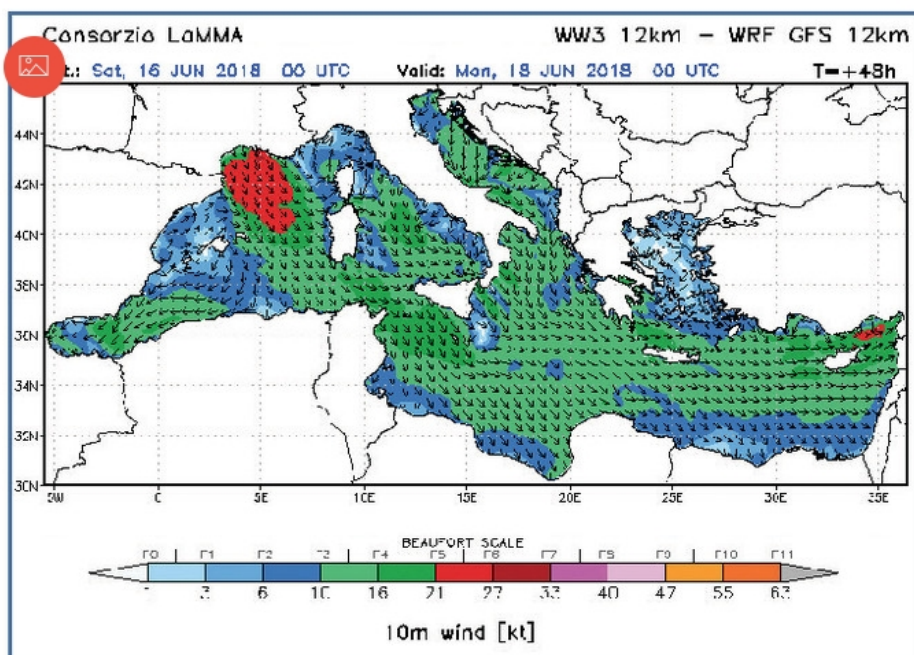 Consorzio LaMMA WW3 12km – WRF GFS 12km
t.: Sat, 16 JUN 2018 00 UTC Valid: Mon, 18 JUN 2018 00 UTC T=+48h
44N
42N
40N
38N
36N
34N
32N
30N
5W 0 5E 10E 15E 20E 25E 30E 35E
BEAUFORT SCALE
F0 F1 F2 F3 F4 F5 F6 F7 F8 F9 F10 F11
1 3 6 10 16 21 27 33 40 47 55 63
10m wind [kt]